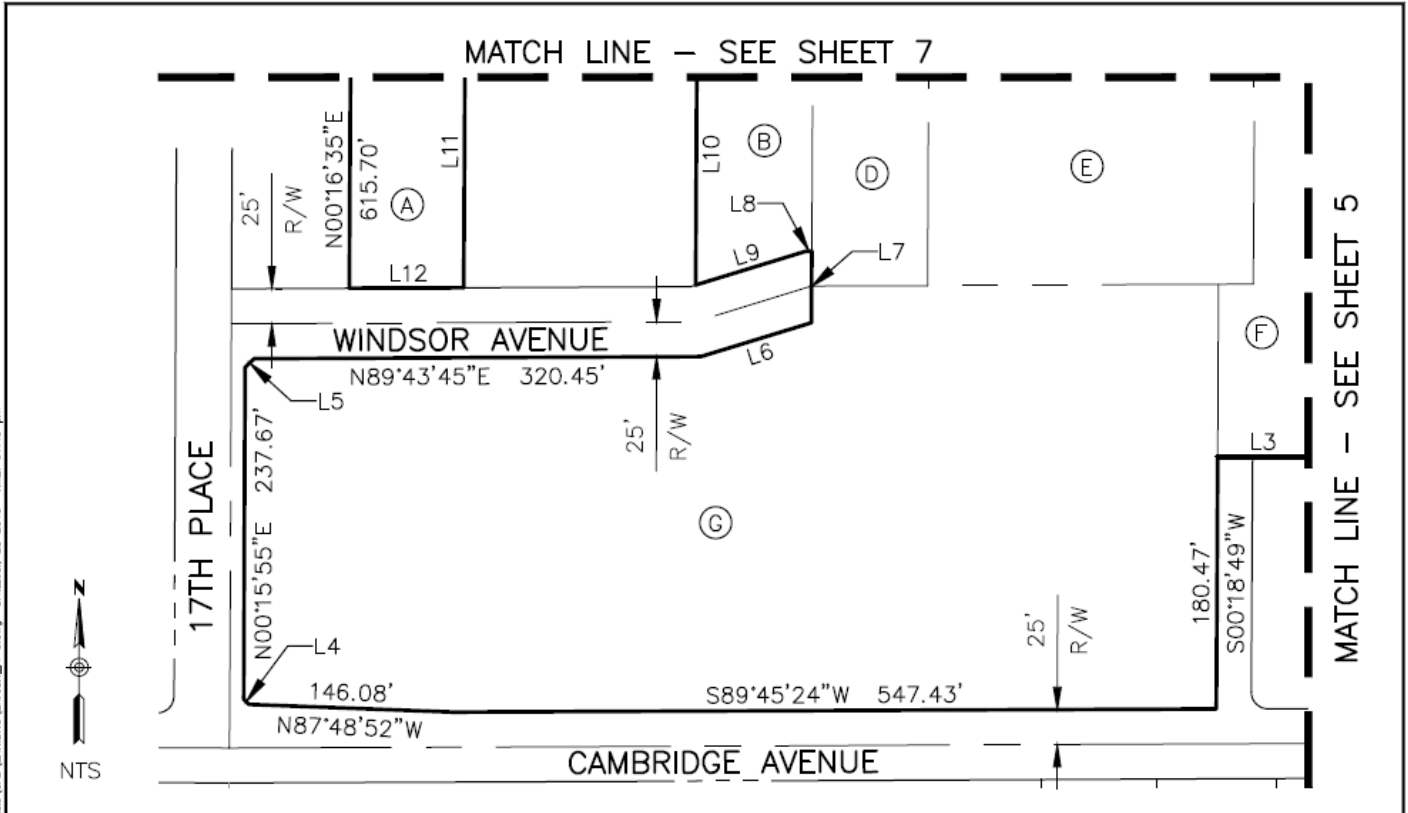 MATCH LINE – SEE SHEET 7
N00°16'35"E
615.70'
L11
L10
B
D
E
A
25'
R/W
L8
L7
L9
L12
WINDSOR AVENUE
L6
N89°43'45"E 320.45'
L5
25'
R/W
F
L3
MATCH LINE – SEE SHEET 5
17TH PLACE
N00°15'55"E 237.67'
G
180.47'
S00°18'49"W
N
NTS
L4
146.08'
N87°48'52"W
S89°45'24"W 547.43'
25'
R/W
CAMBRIDGE AVENUE